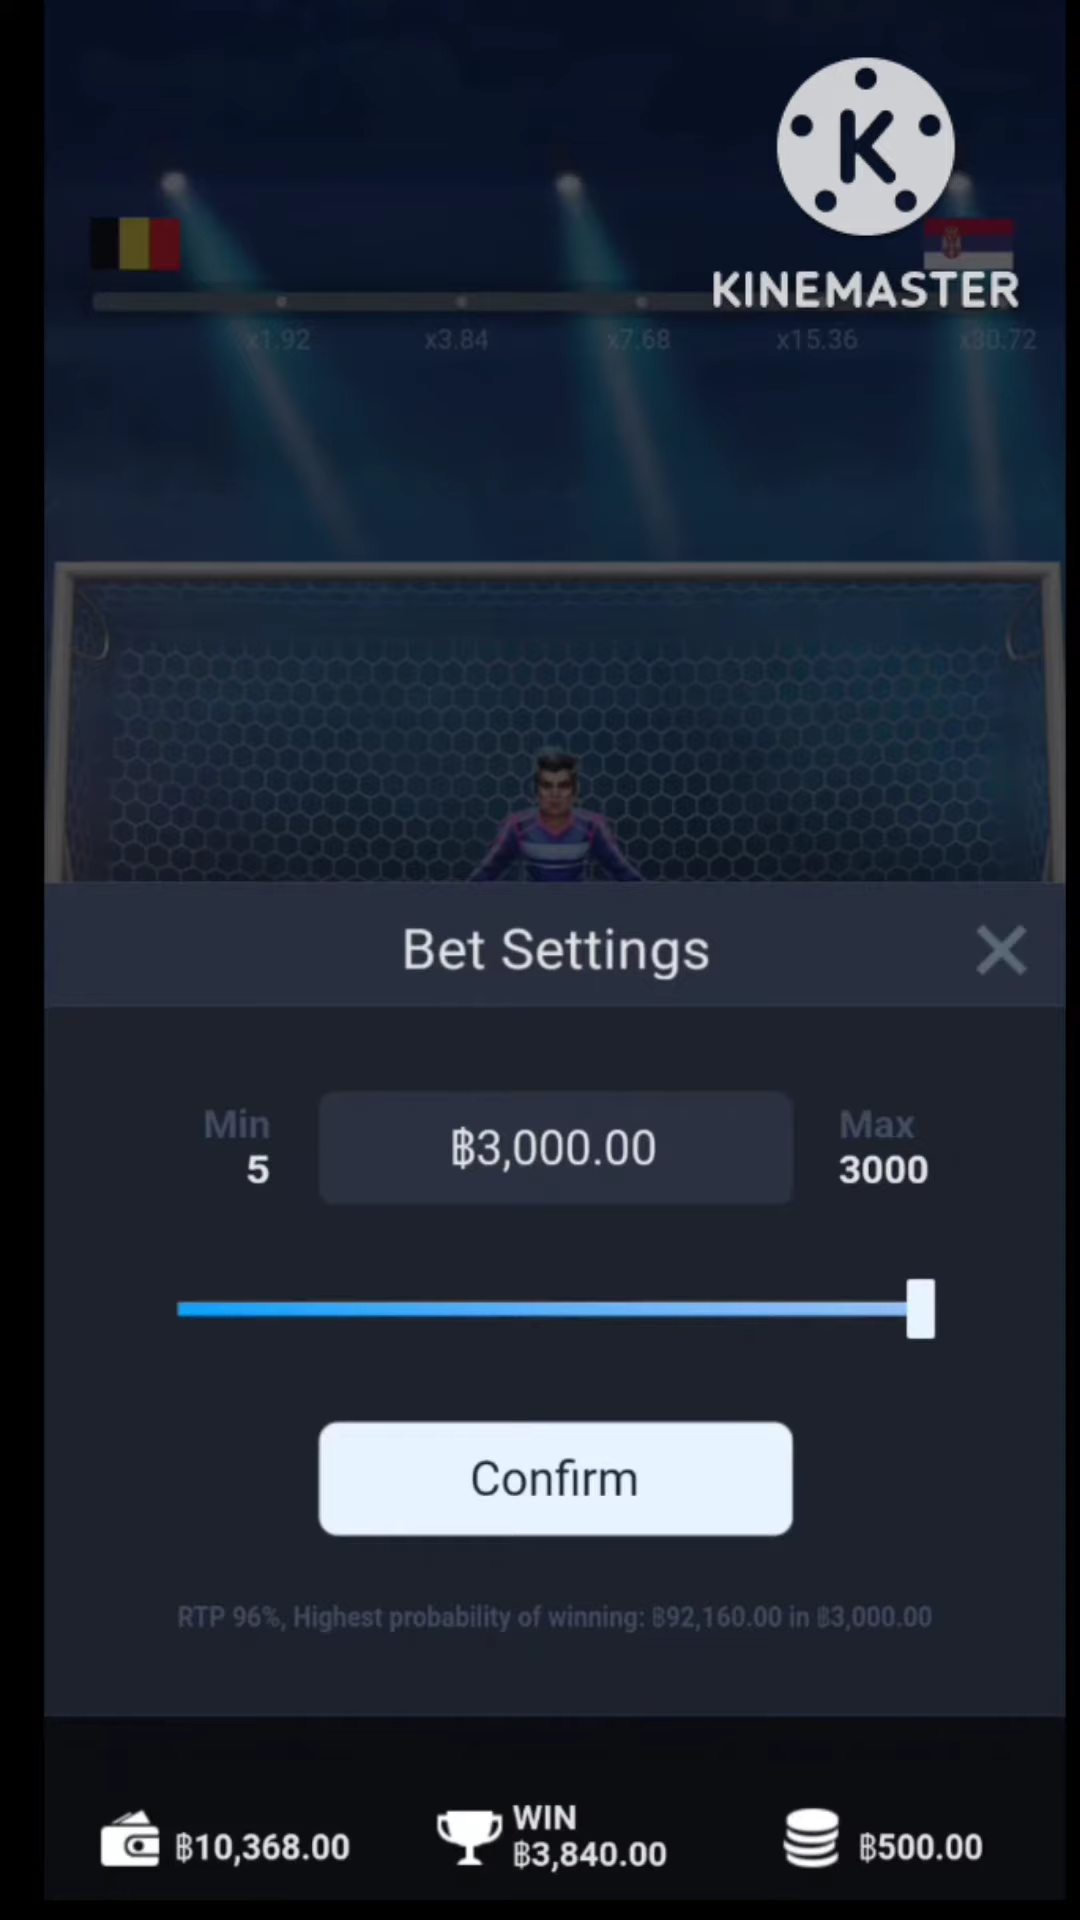 K
KINEMASTER
x1.92 x3.84 x7.68 x15.36 x30.72
Bet Settings
Min
5
฿3,000.00
Max
3000
Confirm
RTP 96%, Highest probability of winning: ฿92,160.00 in ฿3,000.00
฿10,368.00
WIN
฿3,840.00
฿500.00